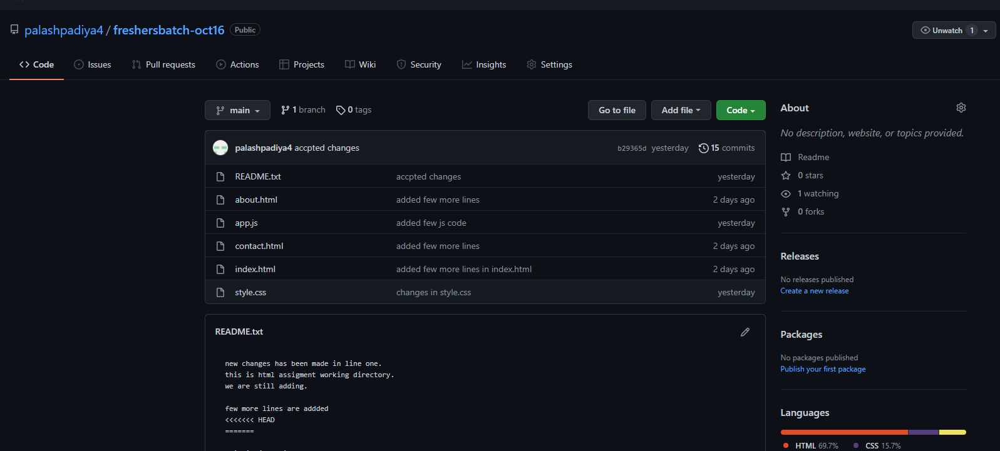 palashpadiya4 / freshersbatch-oct16 Public
Unwatch 1
Code Issues Pull requests Actions Projects Wiki Security Insights Settings
main 1 branch 0 tags Go to file Add file Code
palashpadiya4 accpted changes b29365d yesterday 15 commits
README.txt accpted changes yesterday
about.html added few more lines 2 days ago
app.js added few js code yesterday
contact.html added few more lines 2 days ago
index.html added few more lines in index.html 2 days ago
style.css changes in style.css yesterday
README.txt
new changes has been made in line one.
this is html assigment working directory.
we are still adding.
few more lines are addded
<<<<<<< HEAD
=======
About
No description, website, or topics provided.
Readme
0 stars
1 watching
0 forks
Releases
No releases published
Create a new release
Packages
No packages published
Publish your first package
Languages
HTML 69.7% CSS 15.7%